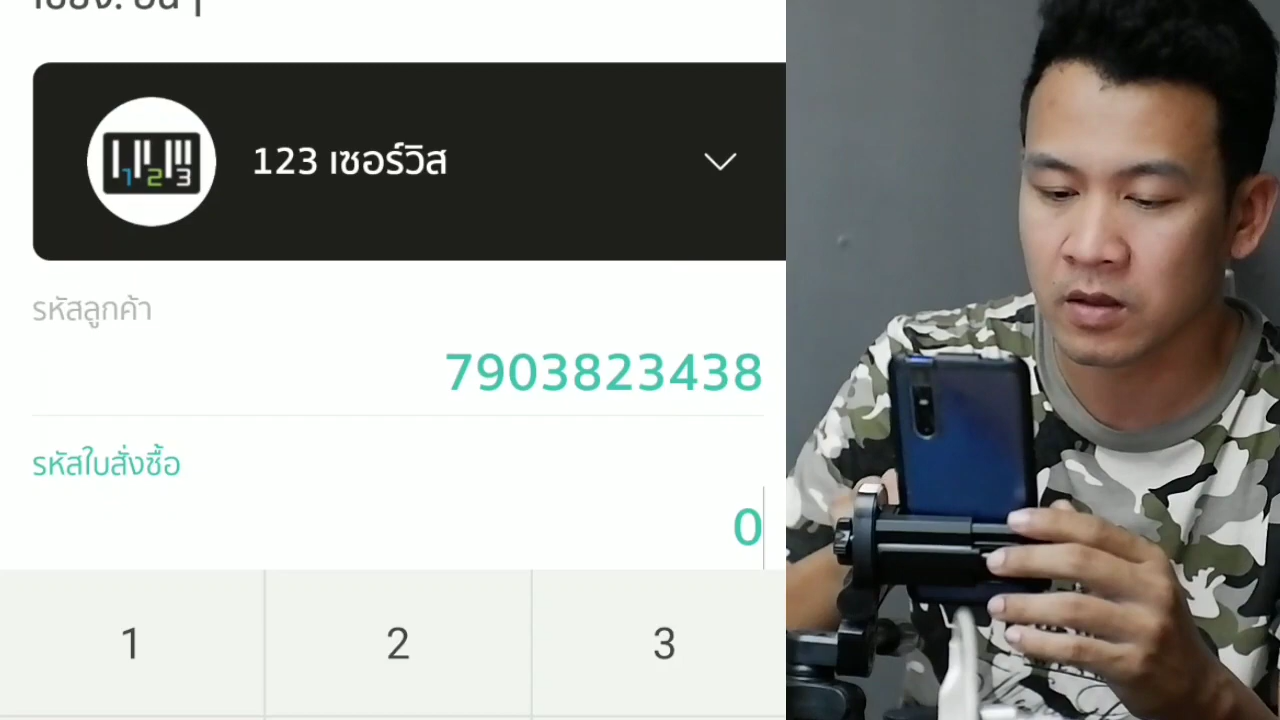 123 เซอร์วิส
รหัสลูกค้า
7903823438
รหัสใบสั่งซื้อ
0
1 2 3